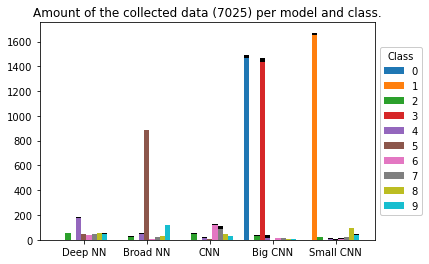 Amount of the collected data (7025) per model and class.
1600
1400
1200
1000
800
600
400
200
0
Deep NN
Broad NN
CNN
Big CNN
Small CNN
Class
0
1
2
3
4
5
6
7
8
9